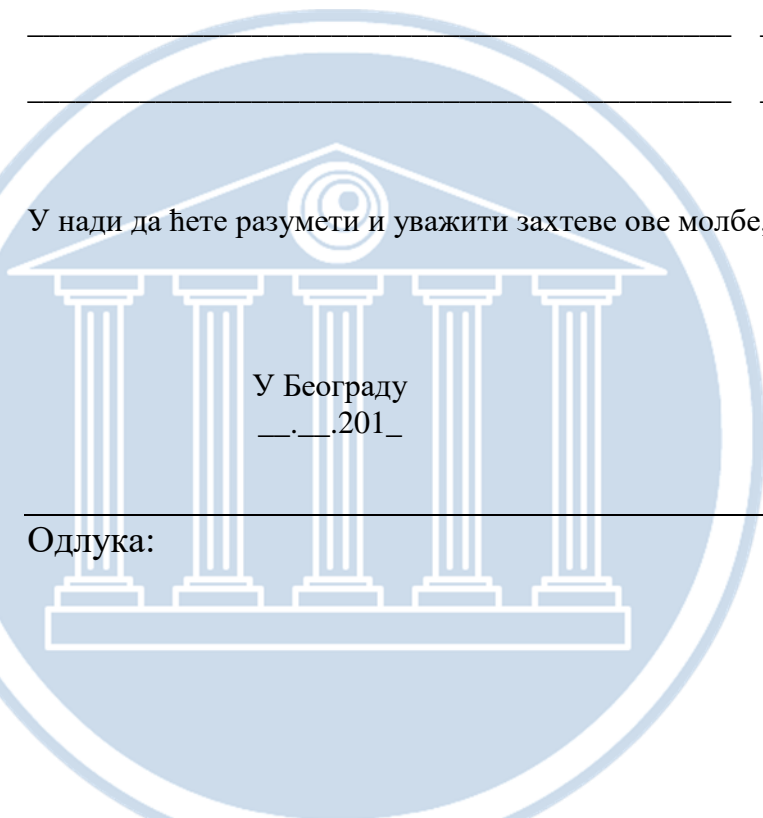 У нади да ћете разумети и уважити захтеве ове молбе,
У Београду
__.__.201_
Одлука: